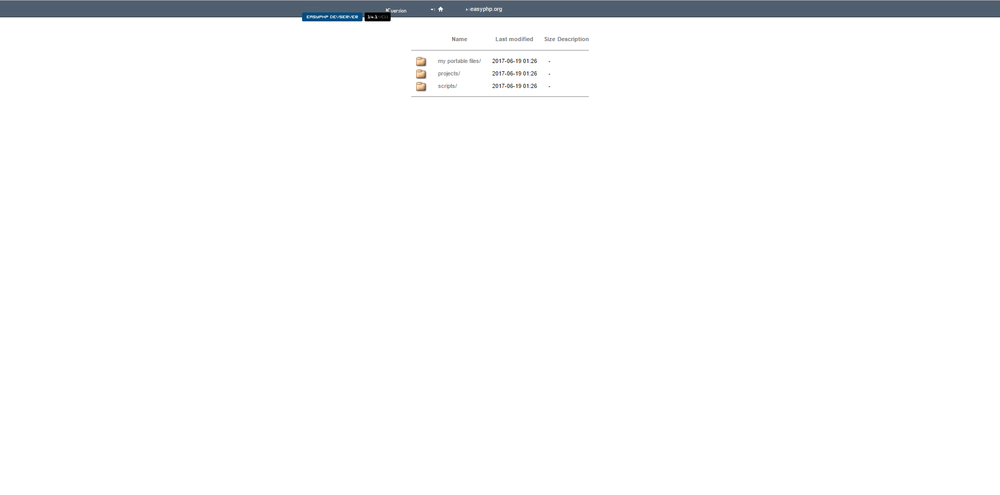 version
easyphp.org
EASYPHP DEVSERVER 14.1 VC11
Name Last modified Size Description
my portable files/ 2017-06-19 01:26 -
projects/ 2017-06-19 01:26 -
scripts/ 2017-06-19 01:26 -